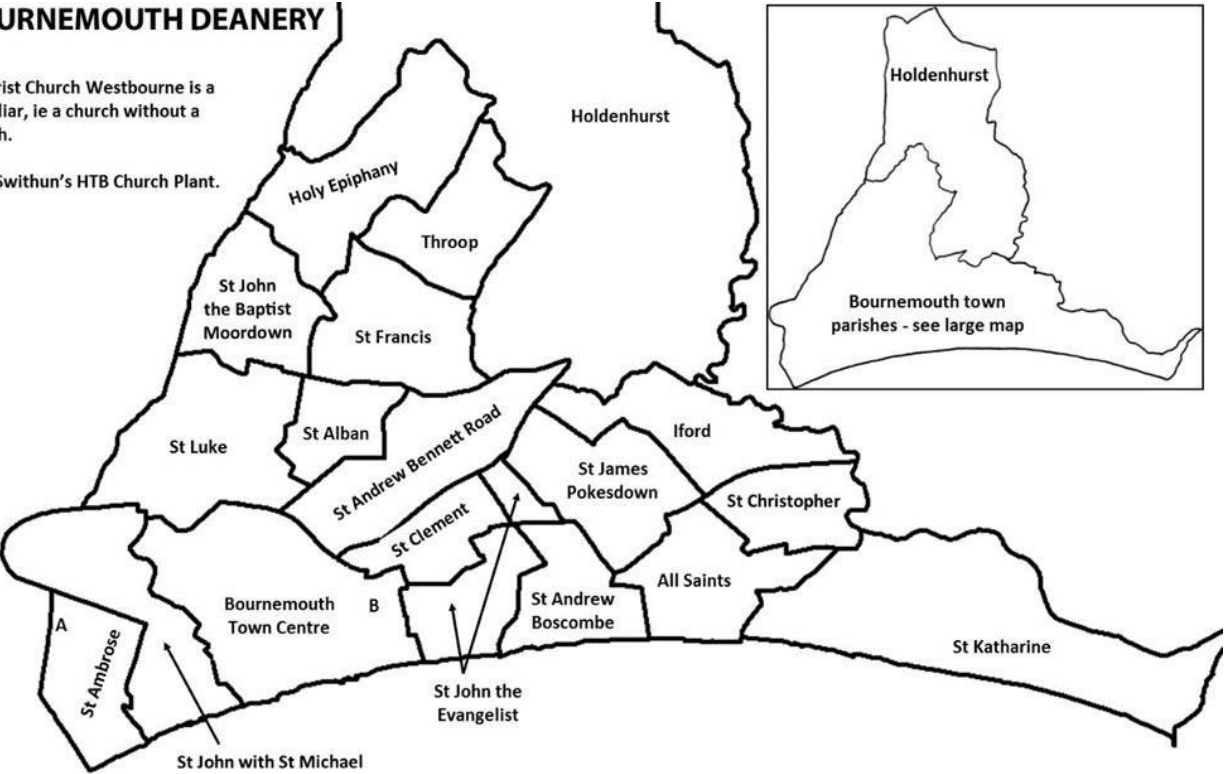 URNEMOUTH DEANERY
rist Church Westbourne is a
liar, ie a church without a
h.
Swithun's HTB Church Plant.
Holdenhurst
Holdenhurst
Bournemouth town
parishes - see large map
Holy Epiphany
Throop
St John
the Baptist
Moordown
St Francis
St Luke
St Alban
St Andrew Bennett Road
Iford
St James
Pokesdown
St Christopher
St Clement
All Saints
A
St Ambrose
Bournemouth
Town Centre
B
St Andrew
Boscombe
St Katharine
St John the
Evangelist
St John with St Michael